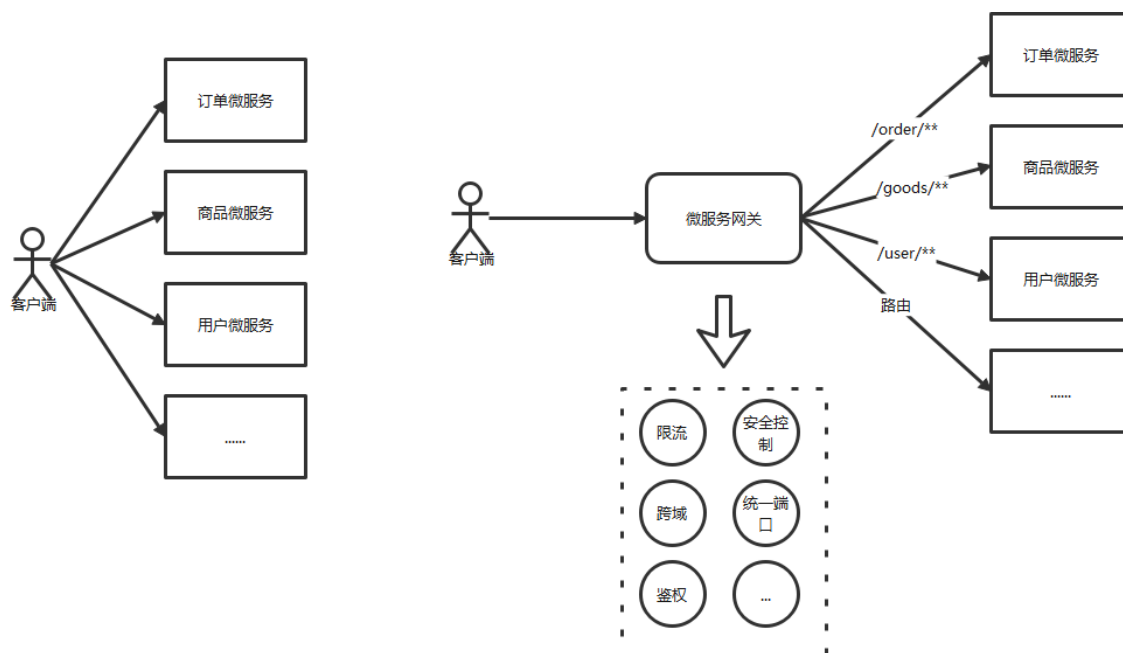 订单微服务
商品微服务
用户微服务
......
客户端
客户端
微服务网关
/order/**
/goods/**
/user/**
路由
订单微服务
商品微服务
用户微服务
......
限流
安全控
制
跨域
统一端
口
鉴权
...